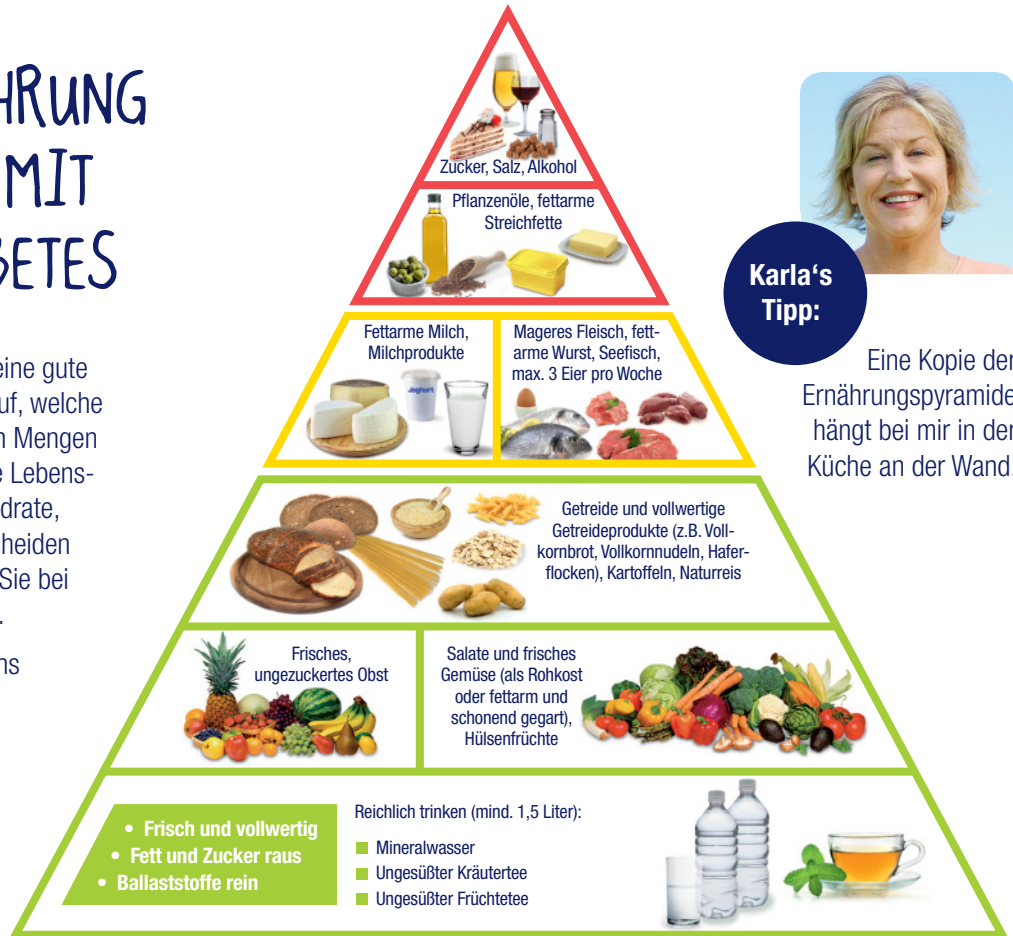 HRUNG
MIT
BETES
eine gute
uf, welche
n Mengen
e Lebens-
drate,
cheiden
Sie bei
.
ns
Zucker, Salz, Alkohol
Pflanzenöle, fettarme
Streichfette
Fettarme Milch,
Milchprodukte
Joghurt
Mageres Fleisch, fett-
arme Wurst, Seefisch,
max. 3 Eier pro Woche
Getreide und vollwertige
Getreideprodukte (z.B. Voll-
kornbrot, Vollkornnudeln, Hafer-
flocken), Kartoffeln, Naturreis
Frisches,
ungezuckertes Obst
Salate und frisches
Gemüse (als Rohkost
oder fettarm und
schonend gegart),
Hülsenfrüchte
• Frisch und vollwertig
• Fett und Zucker raus
• Ballaststoffe rein
Reichlich trinken (mind. 1,5 Liter):
Mineralwasser
Ungesüßter Kräutertee
Ungesüßter Früchtetee
Karla‘s
Tipp:
Eine Kopie der
Ernährungspyramide
hängt bei mir in der
Küche an der Wand.